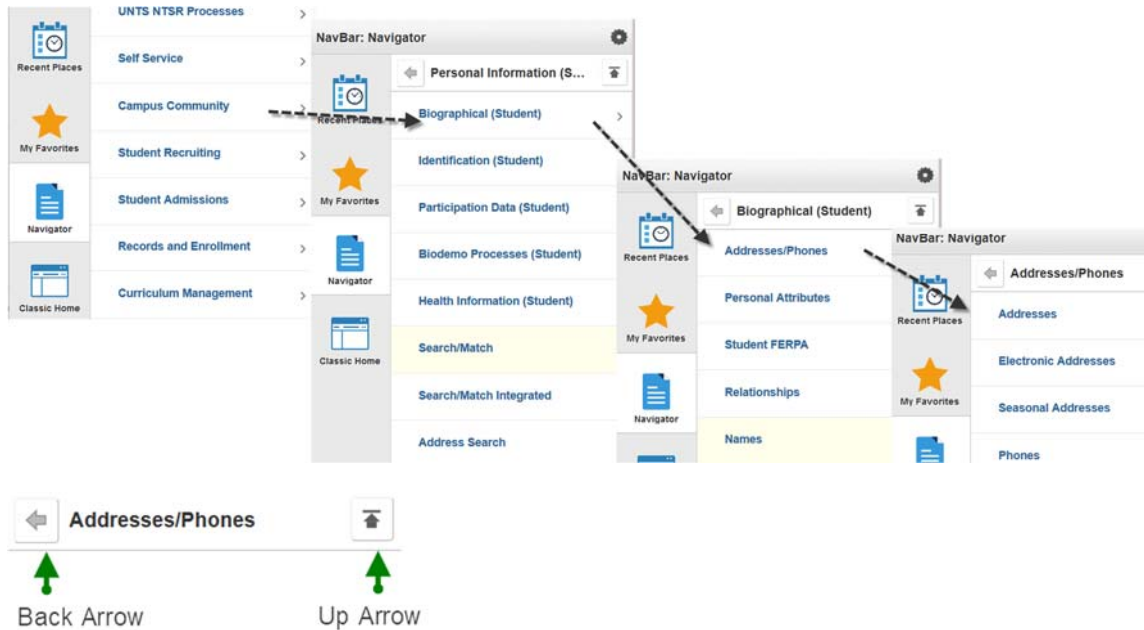 UNTS NTSR Processes
Recent Places
Self Service
Campus Community
My Favorites
Student Recruiting
Student Admissions
Navigator
Records and Enrollment
Curriculum Management
Classic Home
NavBar: Navigator
Personal Information (S...
Recent Places
Biographical (Student)
Identification (Student)
My Favorites
Participation Data (Student)
Biodemo Processes (Student)
Navigator
Health Information (Student)
Search/Match
Classic Home
Search/Match Integrated
Address Search
NavBar: Navigator
Biographical (Student)
Recent Places
Addresses/Phones
Personal Attributes
My Favorites
Student FERPA
Relationships
Navigator
Names
NavBar: Navigator
Addresses/Phones
Recent Places
Addresses
Electronic Addresses
My Favorites
Seasonal Addresses
Phones
Addresses/Phones
Back Arrow
Up Arrow